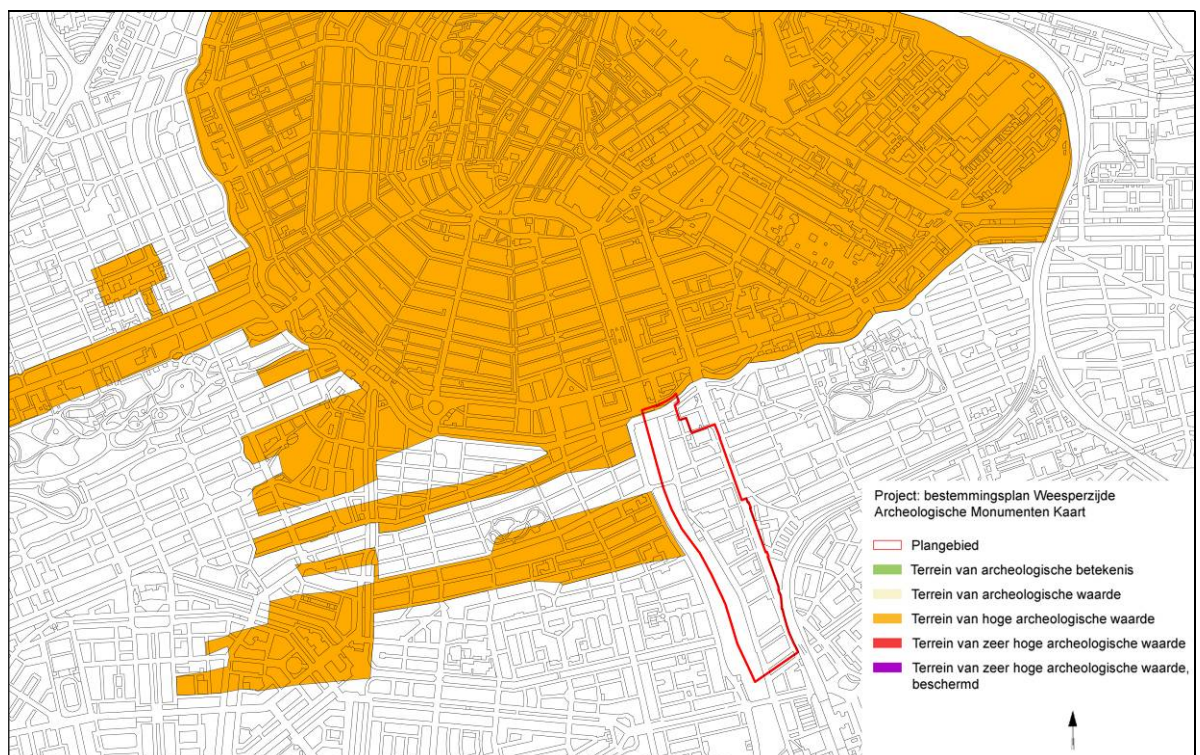 Project: bestemmingsplan Weesperzijde
Archeologische Monumenten Kaart
Plangebied
Terrein van archeologische betekenis
Terrein van archeologische waarde
Terrein van hoge archeologische waarde
Terrein van zeer hoge archeologische waarde
Terrein van zeer hoge archeologische waarde,
beschermd